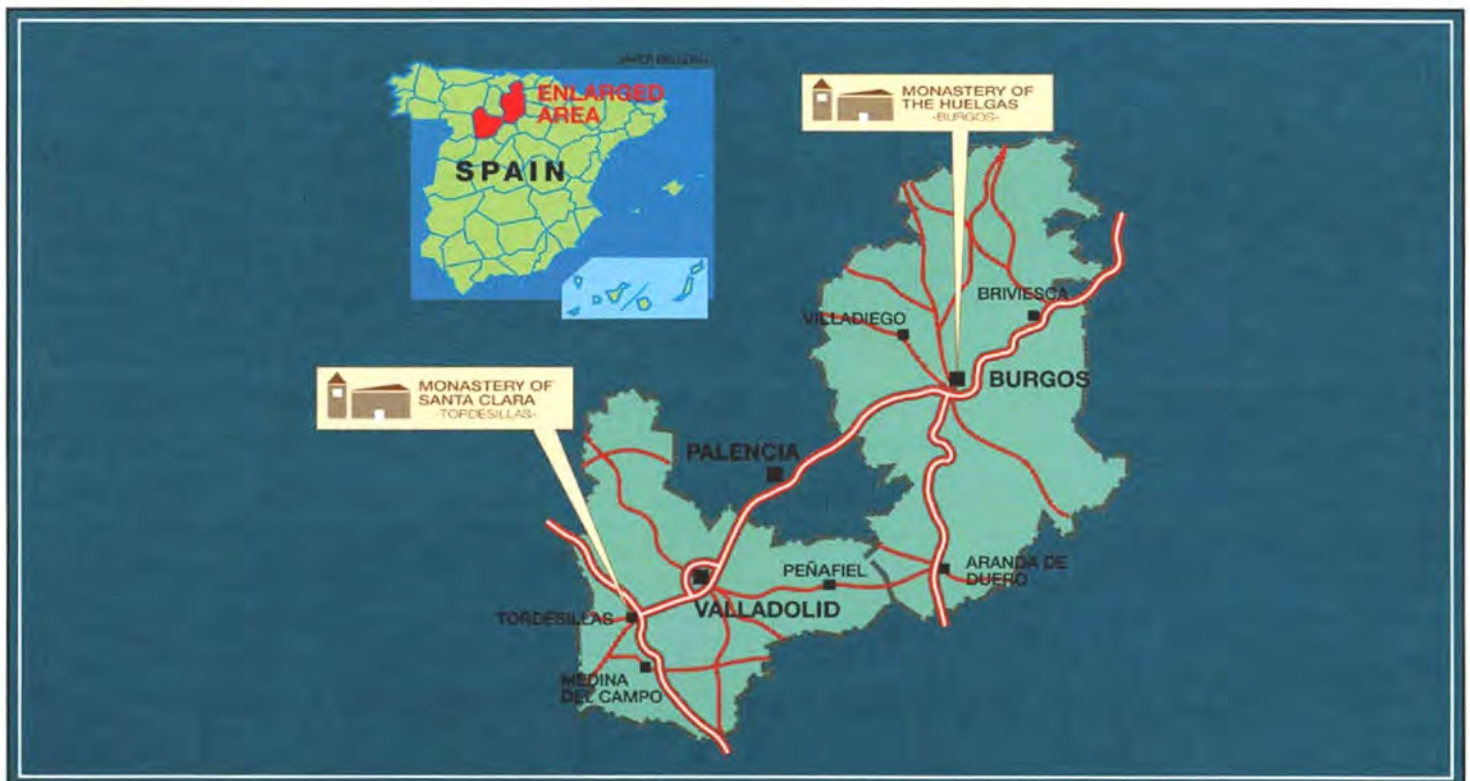 ENLARGED
AREA
SPAIN
MONASTERY OF
THE HUELGAS
-BURGOS-
BRIVIESCA
VILLADIEGO
BURGOS
MONASTERY OF
SANTA CLARA
-TORDESILLAS-
PALENCIA
PEÑAFIEL
ARANDA DE
DUERO
VALLADOLID
TORDESILLAS
MEDINA
DEL CAMPO